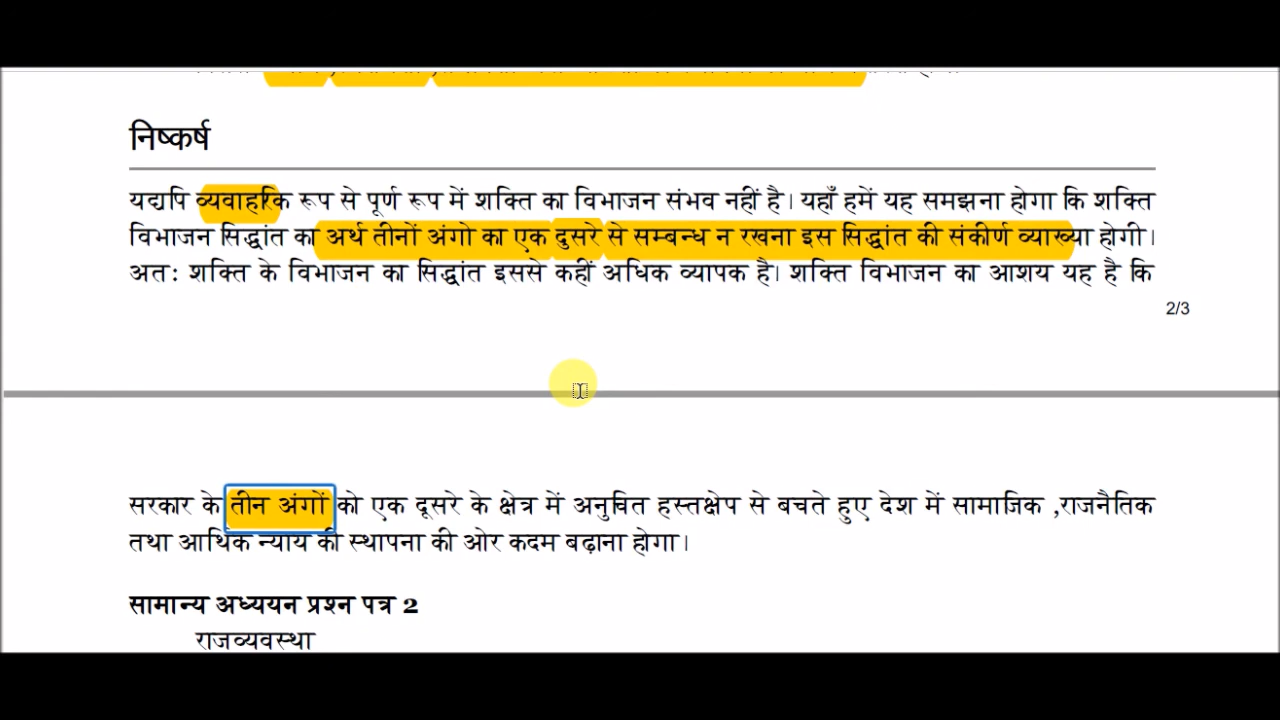 निष्कर्ष
यद्यपि व्यवाहरिक रूप से पूर्ण रूप में शक्ति का विभाजन संभव नहीं है। यहाँ हमें यह समझना होगा कि शक्ति
विभाजन सिद्धांत का अर्थ तीनों अंगो का एक दुसरे से सम्बन्ध न रखना इस सिद्धांत की संकीर्ण व्याख्या होगी।
अतः शक्ति के विभाजन का सिद्धांत इससे कहीं अधिक व्यापक है। शक्ति विभाजन का आशय यह है कि
2/3
सरकार के तीन अंगों को एक दूसरे के क्षेत्र में अनुचित हस्तक्षेप से बचते हुए देश में सामाजिक ,राजनैतिक
तथा आर्थिक न्याय की स्थापना की ओर कदम बढ़ाना होगा।
सामान्य अध्ययन प्रश्न पत्र 2
राजव्यवस्था